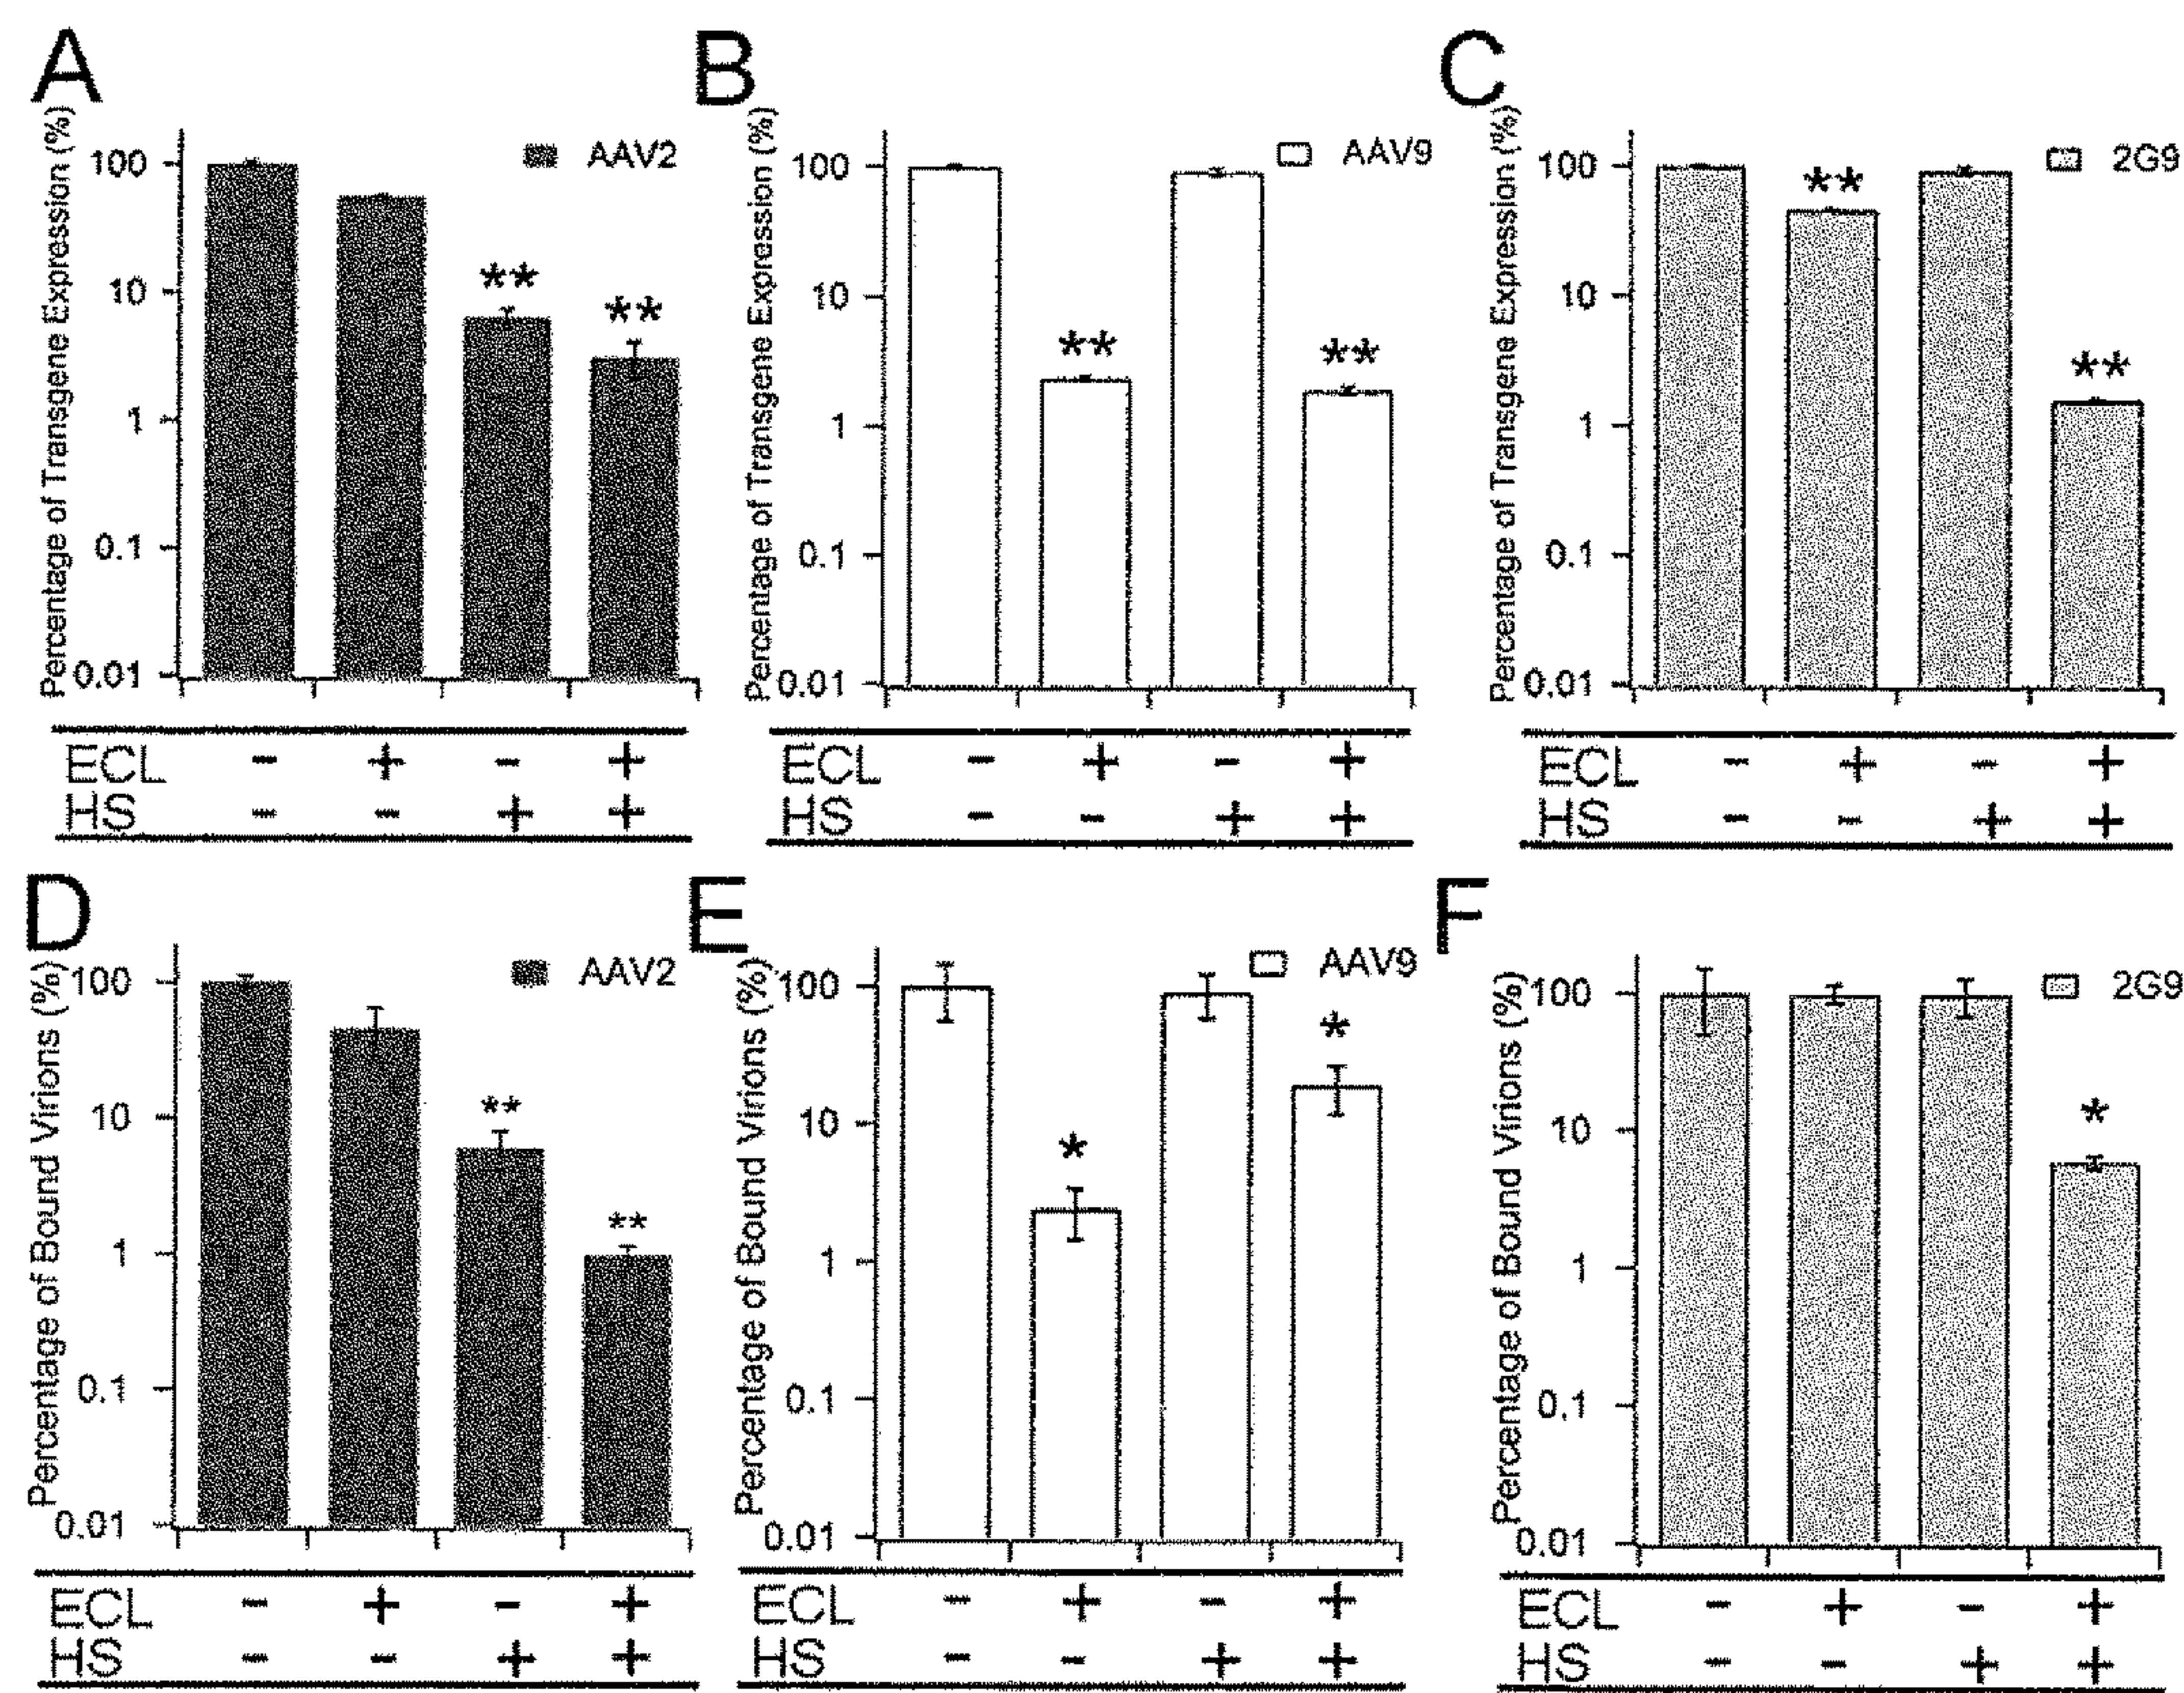 A
Percentage of Transgene Expression (%)
AAV2
100
10
1
0.1
0.01
**
**
ECL - + - +
HS - - + +
B
Percentage of Transgene Expression (%)
AAV9
100
10
1
0.1
0.01
**
**
ECL - + - +
HS - - + +
C
Percentage of Transgene Expression (%)
2G9
100
10
1
0.1
0.01
**
**
ECL - + - +
HS - - + +
D
Percentage of Bound Virions (%)
AAV2
100
10
1
0.1
0.01
**
**
ECL - + - +
HS - - + +
E
Percentage of Bound Virions (%)
AAV9
100
10
1
0.1
0.01
*
*
ECL - + - +
HS - - + +
F
Percentage of Bound Virions (%)
2G9
100
10
1
0.1
0.01
*
ECL - + - +
HS - - + +